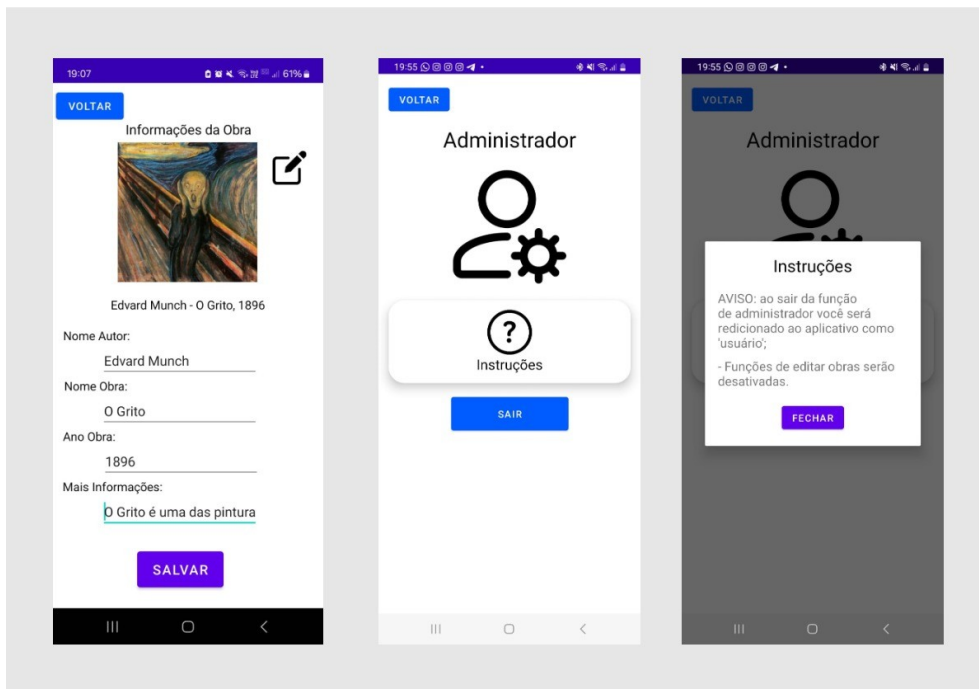 19:07
61%
VOLTAR
Informações da Obra
Edvard Munch - O Grito, 1896
Nome Autor:
Edvard Munch
Nome Obra:
O Grito
Ano Obra:
1896
Mais Informações:
O Grito é uma das pintura
SALVAR
19:55
VOLTAR
Administrador
?
Instruções
SAIR
19:55
VOLTAR
Administrador
Instruções
AVISO: ao sair da função
de administrador você será
redicionado ao aplicativo como
'usuário';
- Funções de editar obras serão
desativadas.
FECHAR